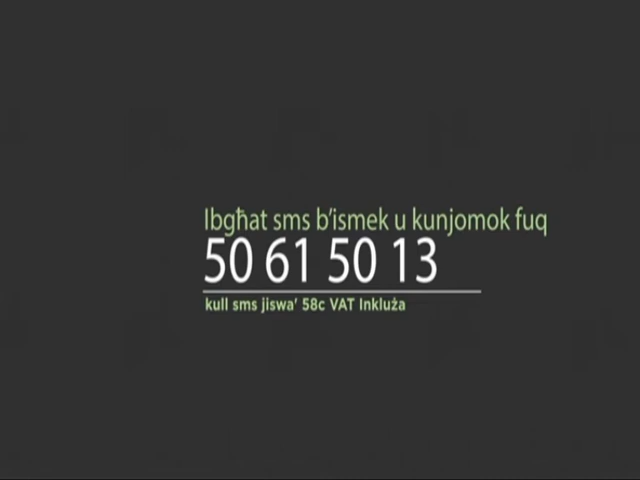 Ibgħat sms b'ismek u kunjomok fuq
50 61 50 13
kull sms jiswa' 58c VAT Inkluża